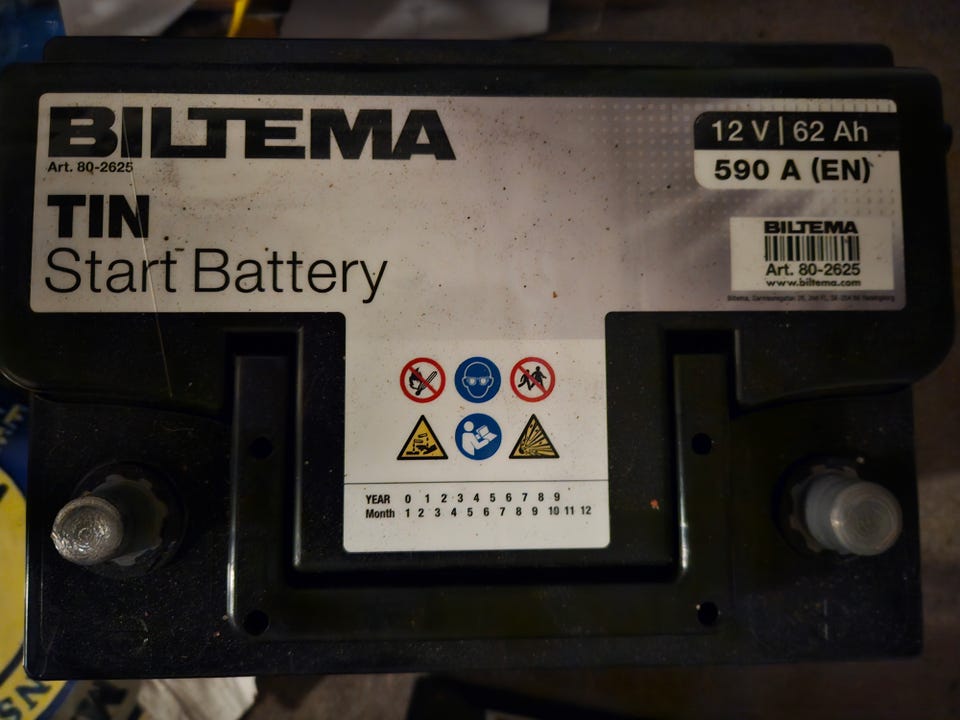 BILTEMA
Art. 80-2625
TIN
Start Battery
12 V | 62 Ah
590 A (EN)
BILTEMA
Art. 80-2625
www.biltema.com
YEAR 0 1 2 3 4 5 6 7 8 9
Month 1 2 3 4 5 6 7 8 9 10 11 12